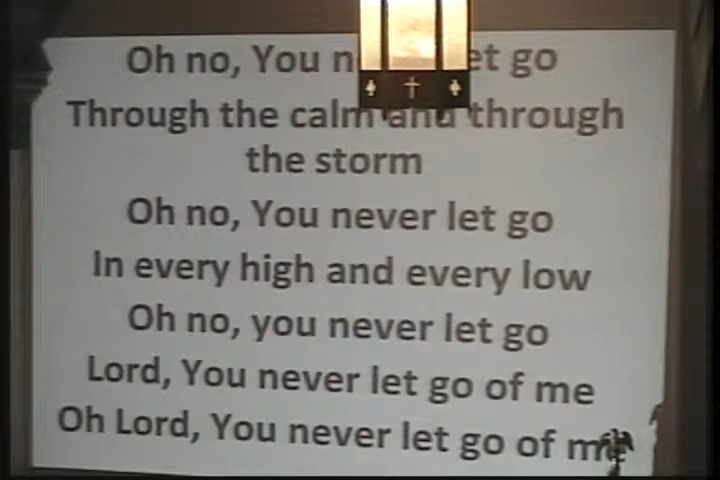 Oh no, You n et go
Through the calm and through
the storm
Oh no, You never let go
In every high and every low
Oh no, you never let go
Lord, You never let go of me
Oh Lord, You never let go of me